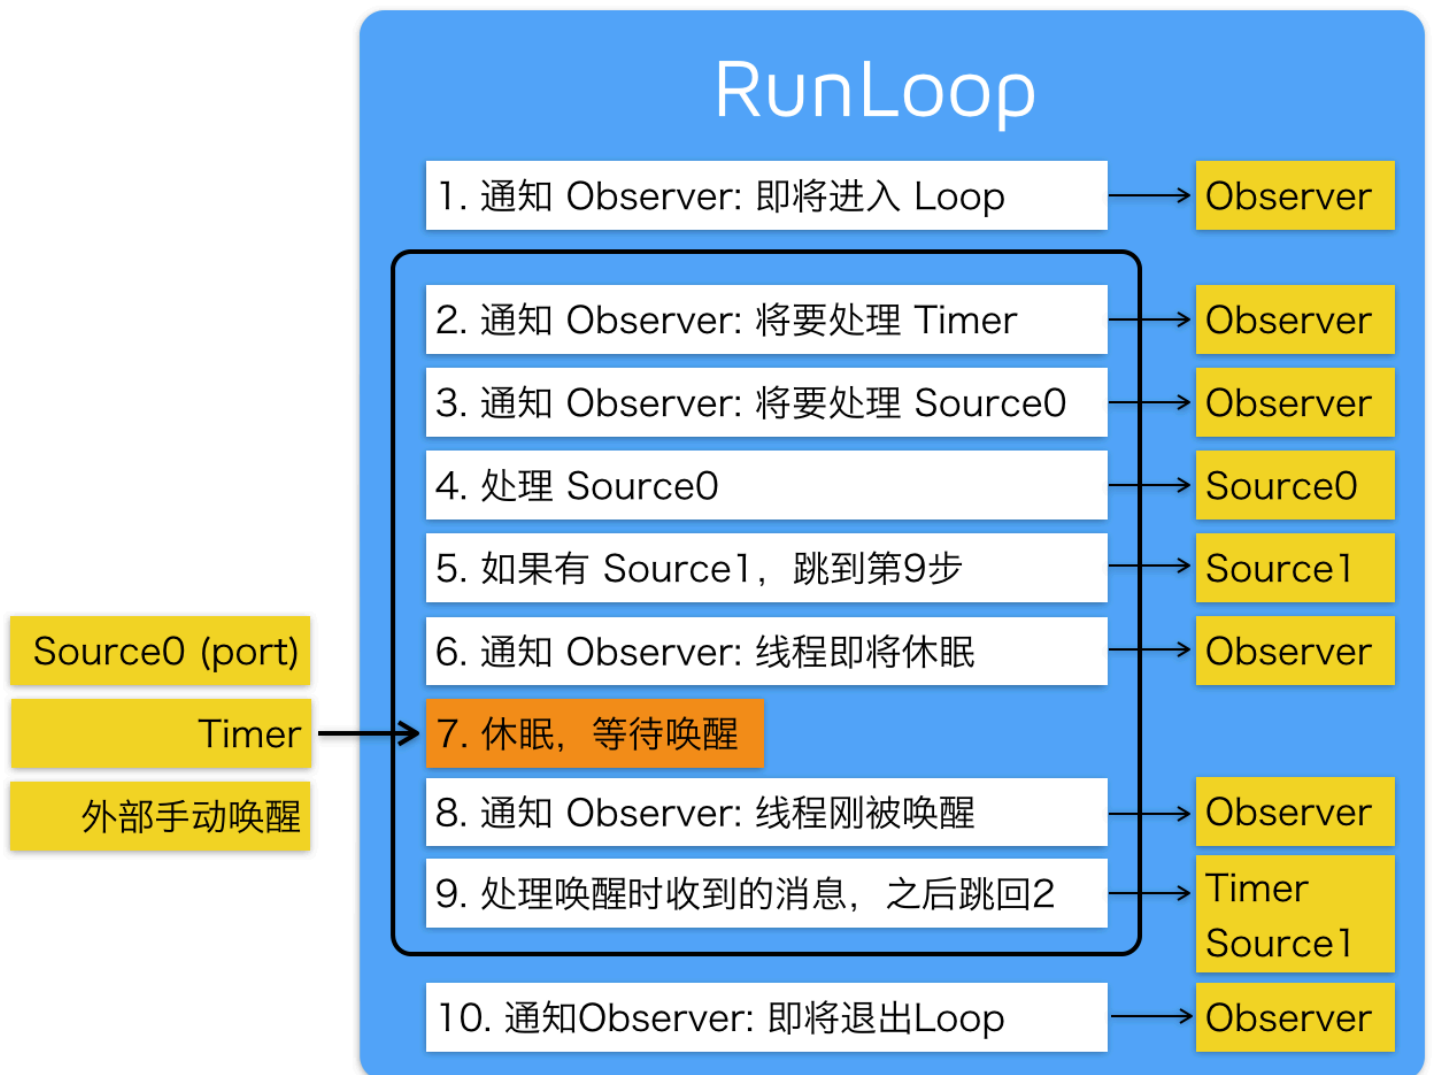 RunLoop
1. 通知 Observer: 即将进入 Loop
Observer
2. 通知 Observer: 将要处理 Timer
Observer
3. 通知 Observer: 将要处理 Source0
Observer
4. 处理 Source0
Source0
5. 如果有 Source1，跳到第9步
Source1
6. 通知 Observer: 线程即将休眠
Observer
Source0 (port)
Timer
外部手动唤醒
7. 休眠，等待唤醒
8. 通知 Observer: 线程刚被唤醒
Observer
9. 处理唤醒时收到的消息，之后跳回2
Timer
Source1
10. 通知Observer: 即将退出Loop
Observer